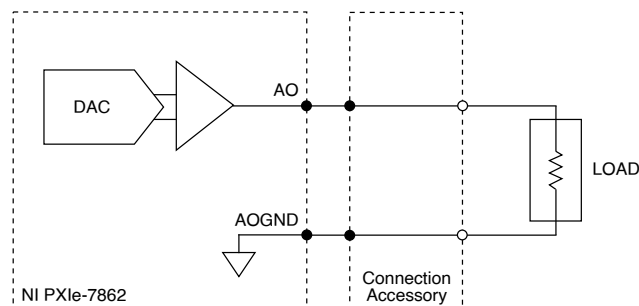 DAC
AO
LOAD
AOGND
NI PXIe-7862
Connection
Accessory